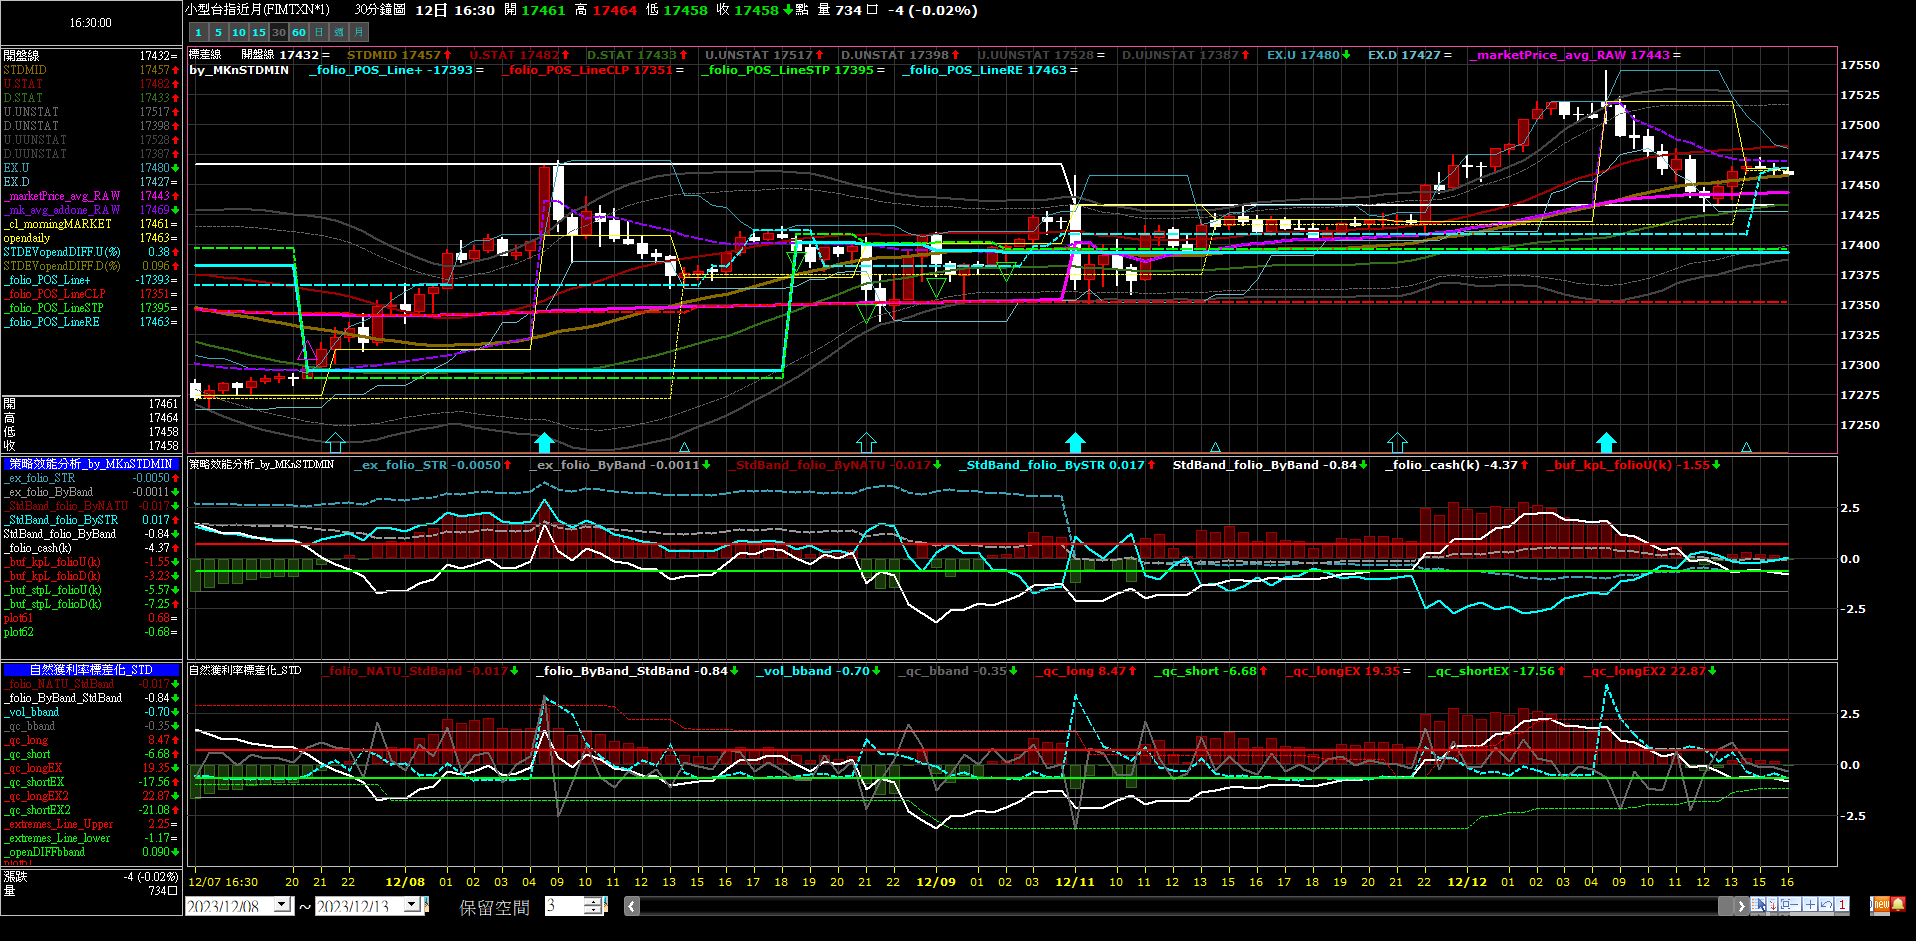 16:30:00
小型台指近月(FIMTXN*1) 30分鐘圖 12日 16:30 開 17461 高 17464 低 17458 收 17458 點 量 734口 -4 (-0.02%)
1 5 10 15 30 60 日 週 月
標差線 開盤線 17432= STDMID 17457 U.STAT 17482 D.STAT 17433 U.UNSTAT 17517 D.UNSTAT 17398 U.UUNSTAT 17528= D.UUNSTAT 17387 EX.U 17480 EX.D 17427= _marketPrice_avg_RAW 17443=
by_MKnSTDMIN _folio_POS_Line+ -17393= _folio_POS_LineCLP 17351= _folio_POS_LineSTP 17395= _folio_POS_LineRE 17463=
開盤線 17432=
STDMID 17457
U.STAT 17482
D.STAT 17433
U.UNSTAT 17517
D.UNSTAT 17398
U.UUNSTAT 17528
D.UUNSTAT 17387
EX.U 17480
EX.D 17427=
_marketPrice_avg_RAW 17443
_mk_avg_addons_RAW 17469
_cl_morningMARKET 17461=
opendaily 17463=
STDEVopendDIFF.U(%) 0.38
STDEVopendDIFF.D(%) 0.096
_folio_POS_Line+ -17393=
_folio_POS_LineCLP 17351=
_folio_POS_LineSTP 17395=
_folio_POS_LineRE 17463=
開 17461
高 17464
低 17458
收 17458
17550
17525
17500
17475
17450
17425
17400
17375
17350
17325
17300
17275
17250
策略效能分析_by_MKnSTDMIN
_ex_folio_STR -0.0050
_ex_folio_ByBand -0.0011
_StdBand_folio_ByNATU -0.017
_StdBand_folio_BySTR 0.017
StdBand_folio_ByBand -0.84
_folio_cash(k) -4.37
_buf_kpL_folioU(k) -1.55
_buf_kpL_folioD(k) -3.23
_buf_stpL_folioU(k) -5.57
_buf_stpL_folioD(k) -7.25
plot61 0.68=
plot62 -0.68=
策略效能分析_by_MKnSTDMIN _ex_folio_STR -0.0050 _ex_folio_ByBand -0.0011 _StdBand_folio_ByNATU -0.017 _StdBand_folio_BySTR 0.017 StdBand_folio_ByBand -0.84 _folio_cash(k) -4.37 _buf_kpL_folioU(k) -1.55
2.5
0.0
-2.5
自然獲利率標差化_STD
_folio_NATU_StdBand -0.017
_folio_ByBand_StdBand -0.84
_vol_bband -0.70
_qc_bband -0.35
_qc_long 8.47
_qc_short -6.68
_qc_longEX 19.35
_qc_shortEX -17.56
_qc_longEX2 22.87
_qc_shortEX2 -21.08
_extremes_Line_Upper 2.25=
_extremes_Line_lower -1.17=
_openDIFFbband 0.090
漲跌 -4 (-0.02%)
量 734口
自然獲利率標差化_STD _folio_NATU_StdBand -0.017 _folio_ByBand_StdBand -0.84 _vol_bband -0.70 _qc_bband -0.35 _qc_long 8.47 _qc_short -6.68 _qc_longEX 19.35= _qc_shortEX -17.56 _qc_longEX2 22.87
2.5
0.0
-2.5
12/07 16:30 20 21 22 12/08 01 02 03 04 09 10 11 12 13 16 17 18 19 20 21 22 12/09 01 02 03 12/11 10 11 12 13 16 17 18 19 20 21 22 12/12 01 02 03 04 09 10 11 12 13 15 16
2023/12/08 ~ 2023/12/13 保留空間 3
1 new